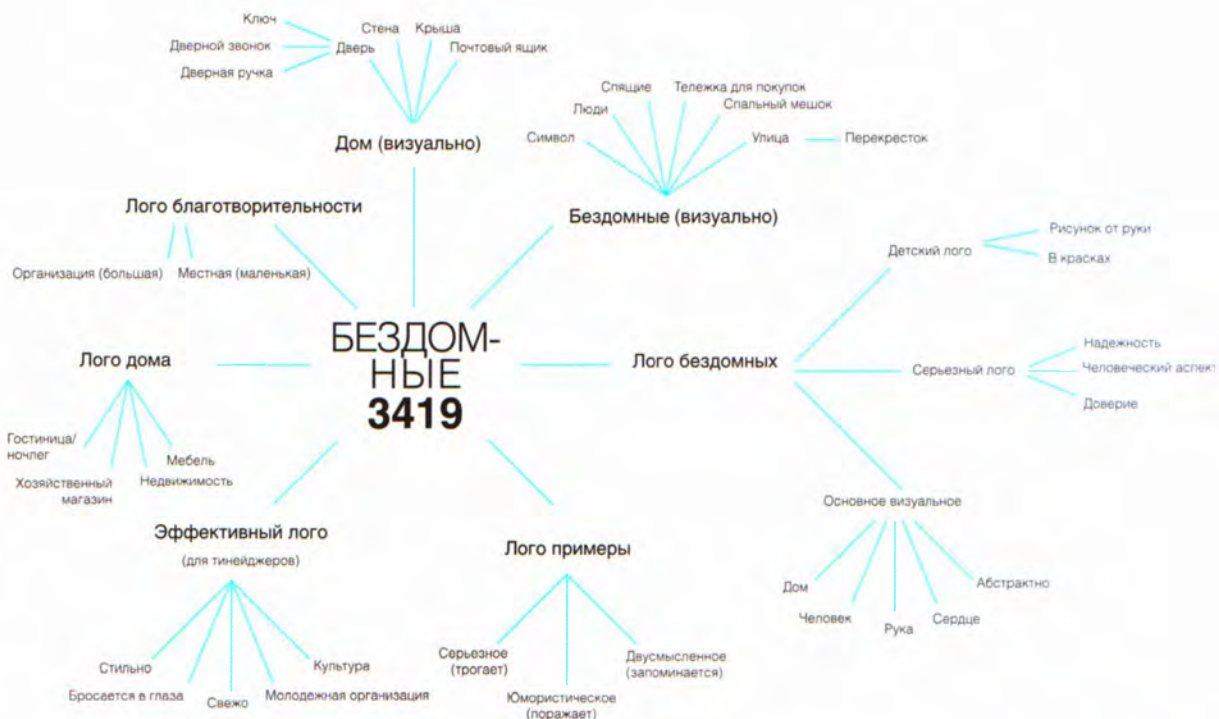 Ключ
Дверной звонок
Дверная ручка
Дверь
Стена
Крыша
Почтовый ящик
Дом (визуально)
Символ
Люди
Спящие
Тележка для покупок
Спальный мешок
Улица
Перекресток
Бездомные (визуально)
Лого благотворительности
Организация (большая)
Местная (маленькая)
БЕЗДОМ-
НЫЕ
3419
Лого дома
Гостиница/
ночлег
Хозяйственный
магазин
Недвижимость
Мебель
Лого бездомных
Детский лого
Рисунок от руки
В красках
Серьезный лого
Надежность
Человеческий аспект
Доверие
Основное визуальное
Дом
Человек
Рука
Сердце
Абстрактно
Эффективный лого
(для тинейджеров)
Стильно
Бросается в глаза
Свежо
Молодежная организация
Культура
Лого примеры
Серьезное
(трогает)
Юмористическое
(поражает)
Двусмысленное
(запоминается)